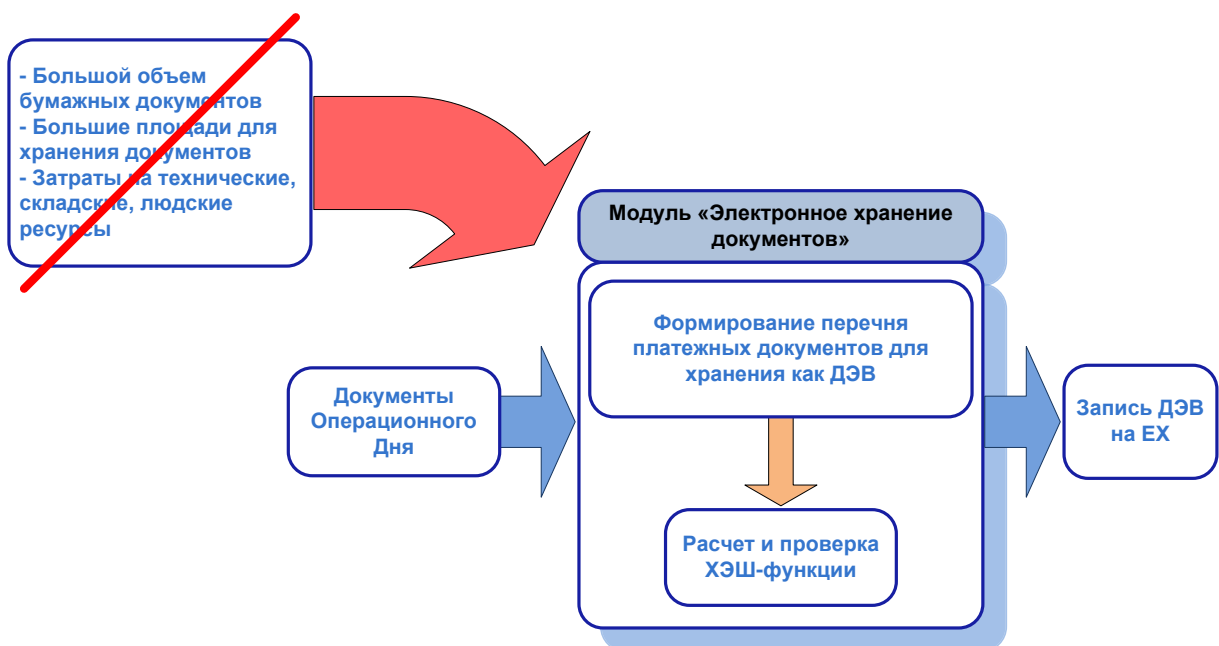 - Большой объем
бумажных документов
- Большие площади для
хранения документов
- Затраты на технические,
складские, людские
ресурсы
Модуль «Электронное хранение
документов»
Формирование перечня
платежных документов для
хранения как ДЭВ
Документы
Операционного
Дня
Запись ДЭВ
на ЕХ
Расчет и проверка
ХЭШ-функции